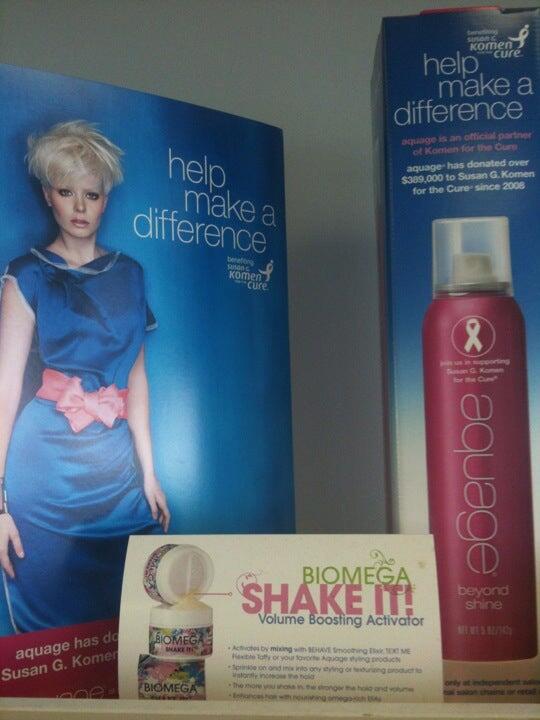 help
make a
difference
benefiting
susan G.
Komen
FOR THE
cure.
aquage has do
Susan G. Komen
benefiting
susan G.
Komen
FOR THE
cure.
help
make a
difference
aquage is an official partner
of Komen for the Cure
aquage® has donated over
$389,000 to Susan G. Komen
for the Cure® since 2008
join us in supporting
Susan G. Komen
for the Cure®
aquage®
beyond
shine
NET WT 5 OZ/142g
only at independent salo
nal salon chains or retail
BIOMEGA
SHAKE IT!
Volume Boosting Activator
• Activates by mixing with BEHAVE Smoothing Elixir, TEXT ME
Flexible Taffy or your favorite Aquage styling products
• Sprinkle on and mix into any styling or texturizing product to
instantly increase the hold
• The more you shake in, the stronger the hold and volume
• Enhances hair with nourishing omega-rich
BIOMEGA
SHAKE IT!
BIOMEGA